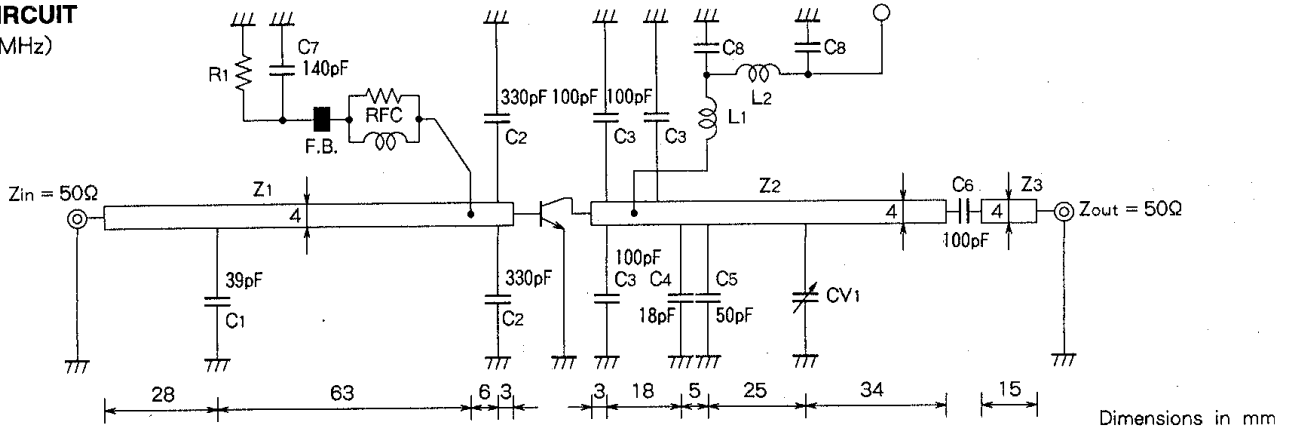 IRCUIT
MHz)
R1
C7
140pF
F.B.
RFC
330pF
C2
100pF
C3
100pF
C3
C8
L1
L2
C8
Zin = 50Ω
Z1
4
Z2
4
C6
100pF
4
Z3
Zout = 50Ω
39pF
C1
330pF
C2
100pF
C3
C4
18pF
C5
50pF
CV1
28
63
6
3
3
18
5
25
34
15
Dimensions in mm